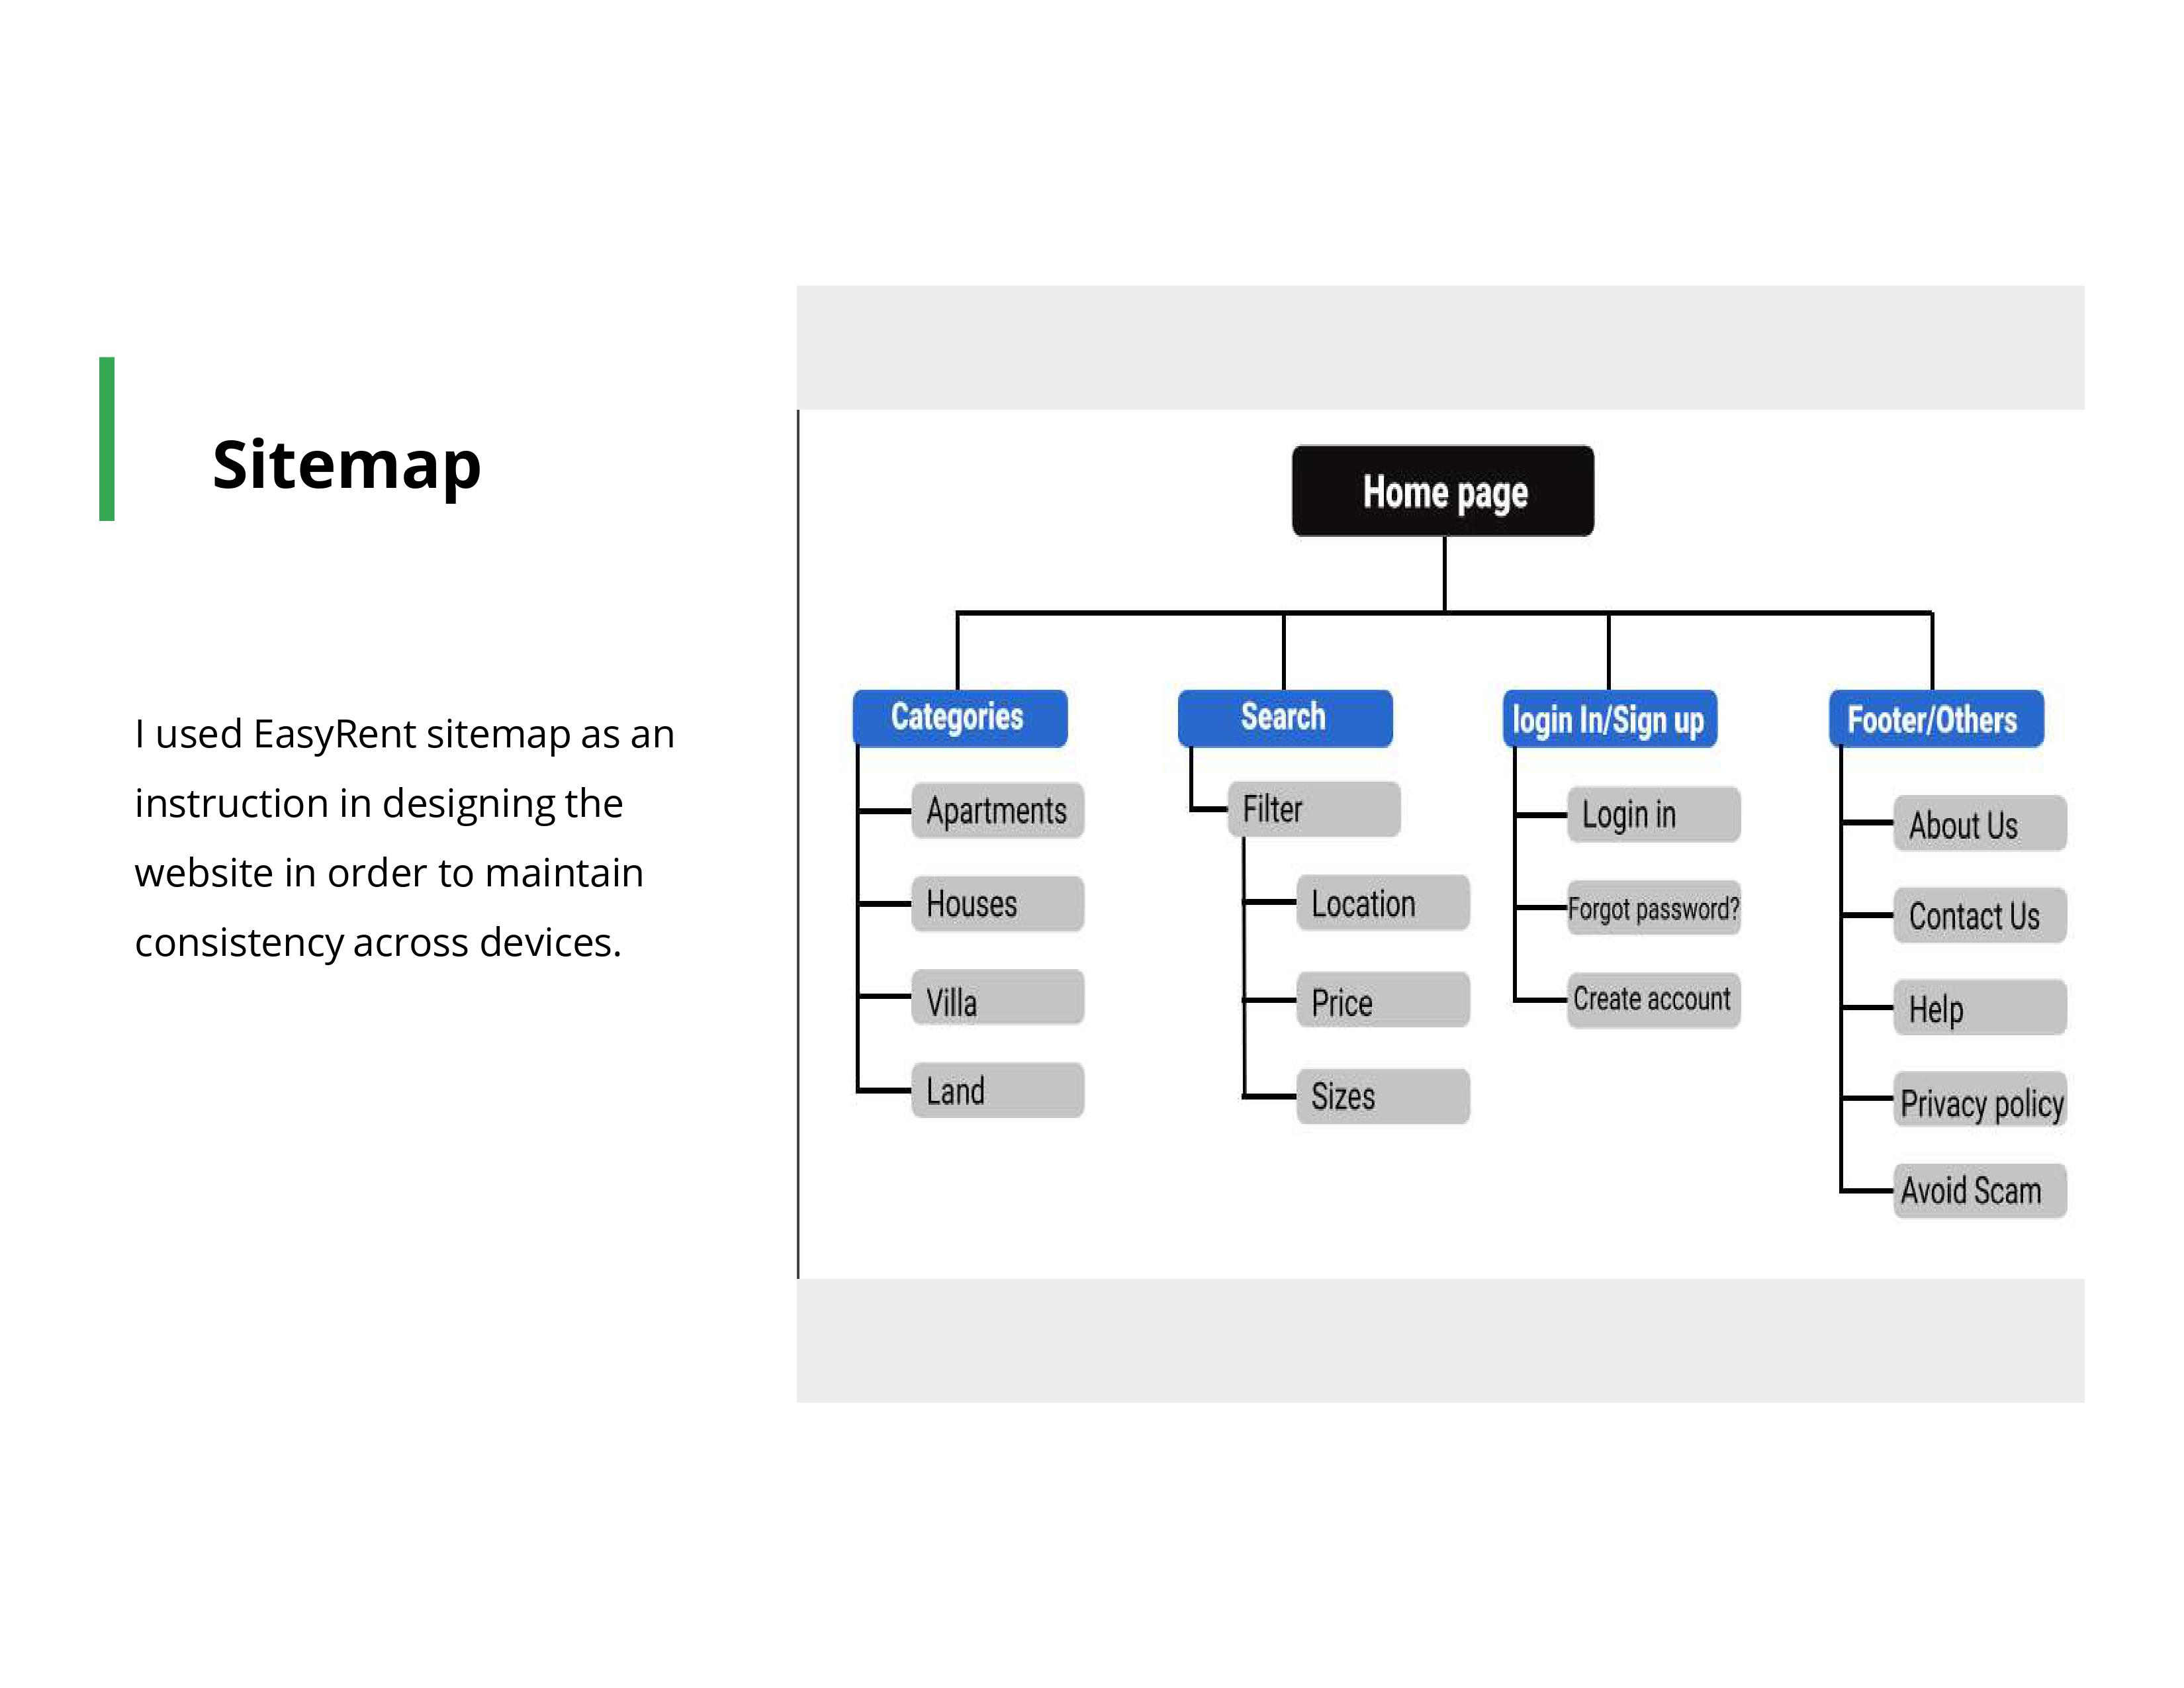 Sitemap
I used EasyRent sitemap as an
instruction in designing the
website in order to maintain
consistency across devices.
Home page
Categories
Apartments
Houses
Villa
Land
Search
Filter
Location
Price
Sizes
login In/Sign up
Login in
Forgot password?
Create account
Footer/Others
About Us
Contact Us
Help
Privacy policy
Avoid Scam